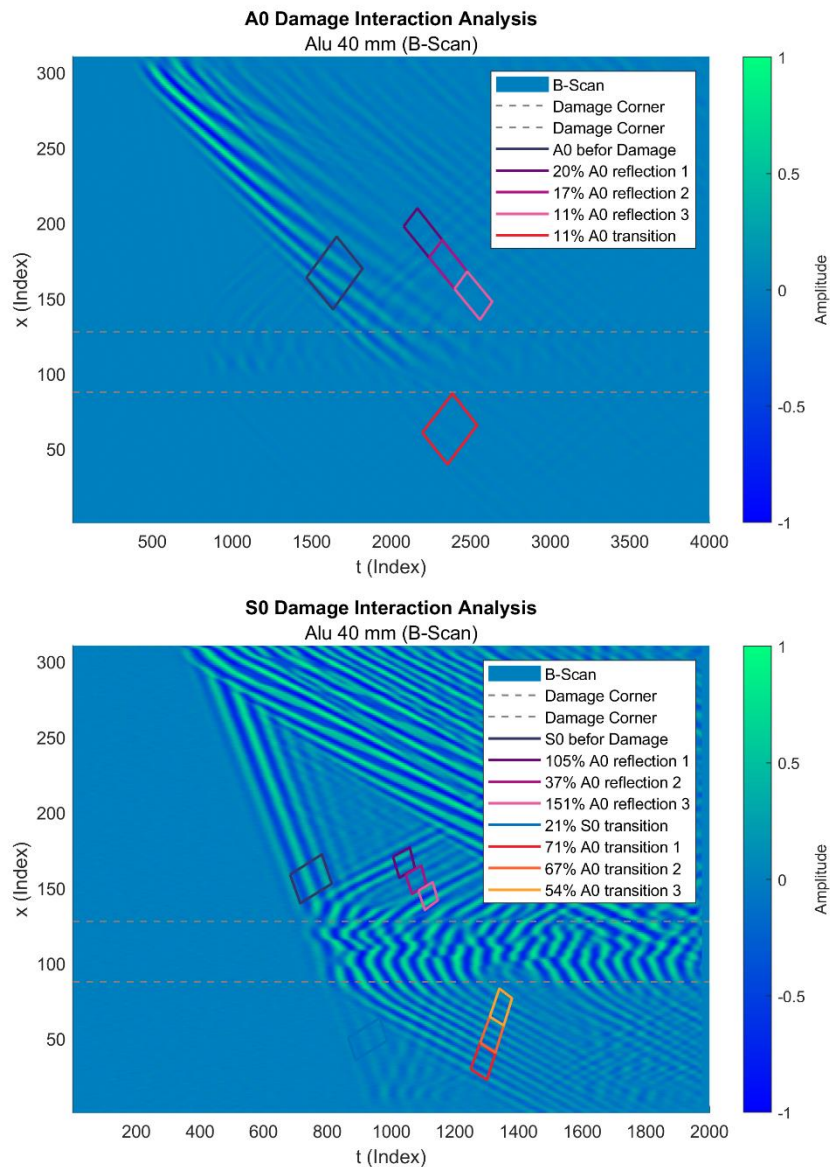 A0 Damage Interaction Analysis
Alu 40 mm (B-Scan)
300
250
200
150
100
50
x (Index)
B-Scan
Damage Corner
Damage Corner
A0 befor Damage
20% A0 reflection 1
17% A0 reflection 2
11% A0 reflection 3
11% A0 transition
500 1000 1500 2000 2500 3000 3500 4000
t (Index)
1
0.5
0
-0.5
-1
Amplitude
S0 Damage Interaction Analysis
Alu 40 mm (B-Scan)
300
250
200
150
100
50
x (Index)
B-Scan
Damage Corner
Damage Corner
S0 befor Damage
105% A0 reflection 1
37% A0 reflection 2
151% A0 reflection 3
21% S0 transition
71% A0 transition 1
67% A0 transition 2
54% A0 transition 3
200 400 600 800 1000 1200 1400 1600 1800 2000
t (Index)
1
0.5
0
-0.5
-1
Amplitude